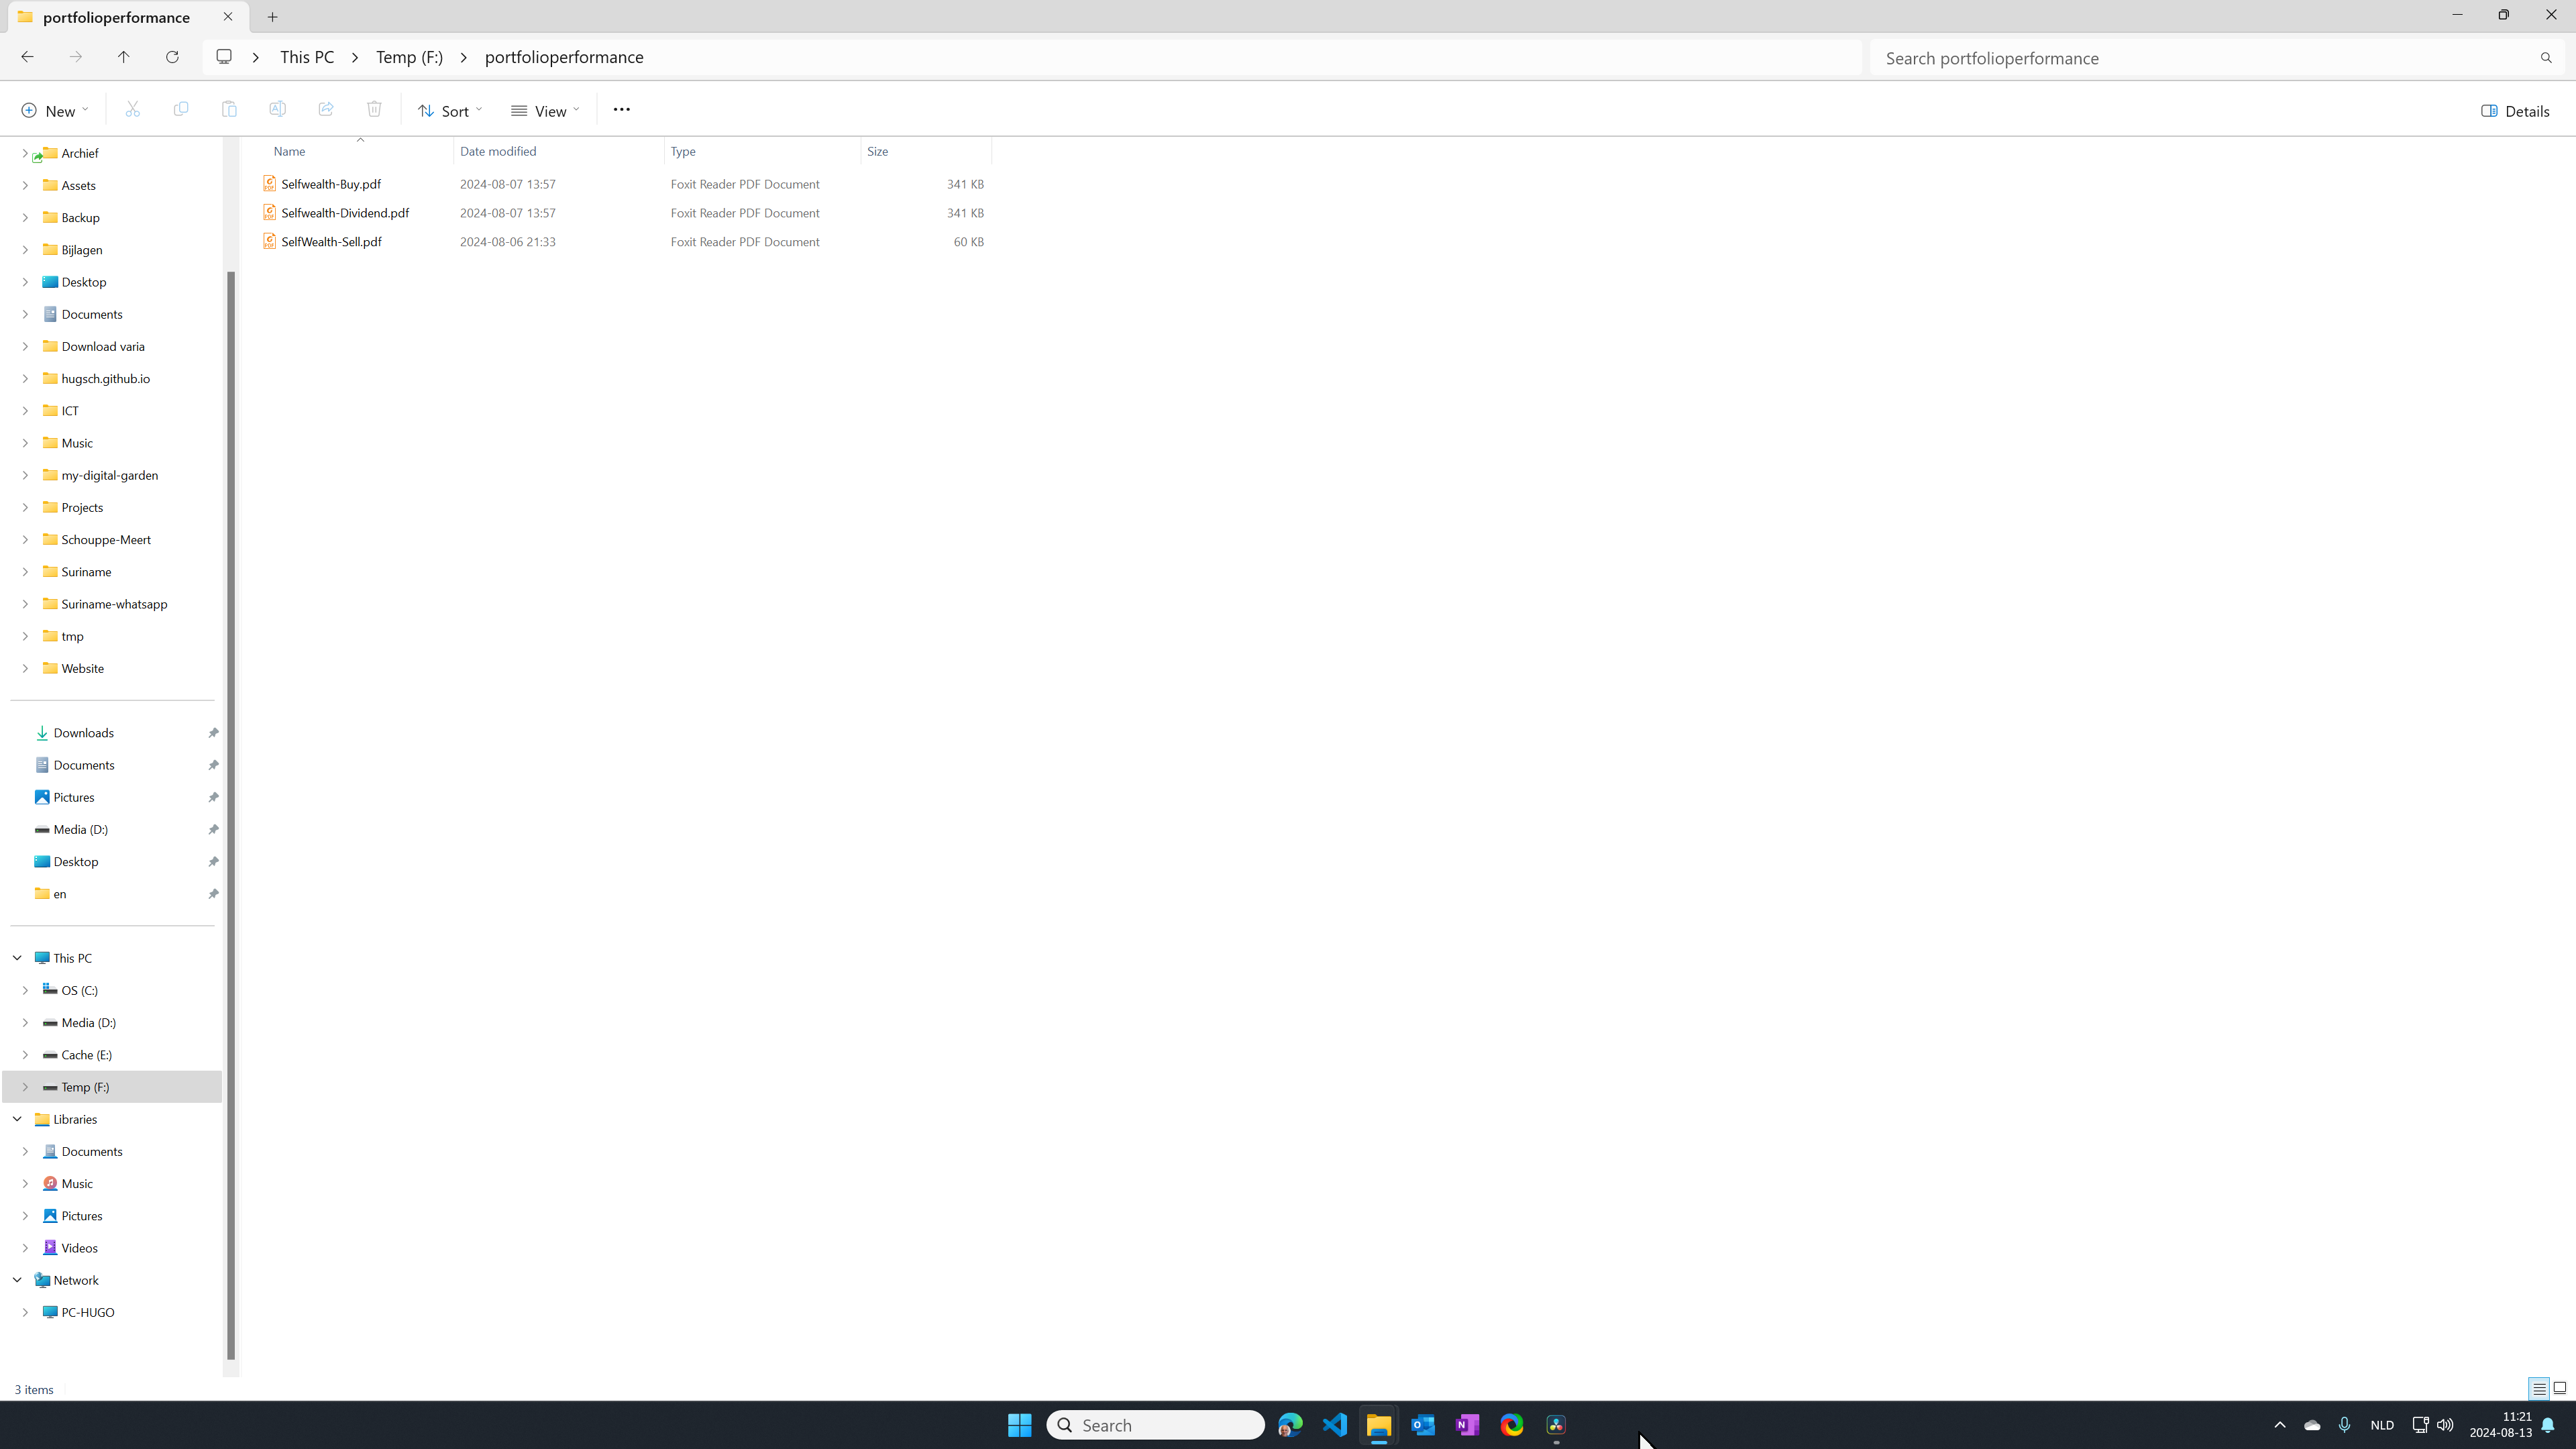 portfolioperformance
This PC
Temp (F:)
portfolioperformance
Search portfolioperformance
New
Sort
View
Details
Name
Date modified
Type
Size
Selfwealth-Buy.pdf 2024-08-07 13:57 Foxit Reader PDF Document 341 KB
Selfwealth-Dividend.pdf 2024-08-07 13:57 Foxit Reader PDF Document 341 KB
SelfWealth-Sell.pdf 2024-08-06 21:33 Foxit Reader PDF Document 60 KB
Archief
Assets
Backup
Bijlagen
Desktop
Documents
Download varia
hugsch.github.io
ICT
Music
my-digital-garden
Projects
Schouppe-Meert
Suriname
Suriname-whatsapp
tmp
Website
Downloads
Documents
Pictures
Media (D:)
Desktop
en
This PC
OS (C:)
Media (D:)
Cache (E:)
Temp (F:)
Libraries
Documents
Music
Pictures
Videos
Network
PC-HUGO
3 items
Search
NLD
11:21
2024-08-13